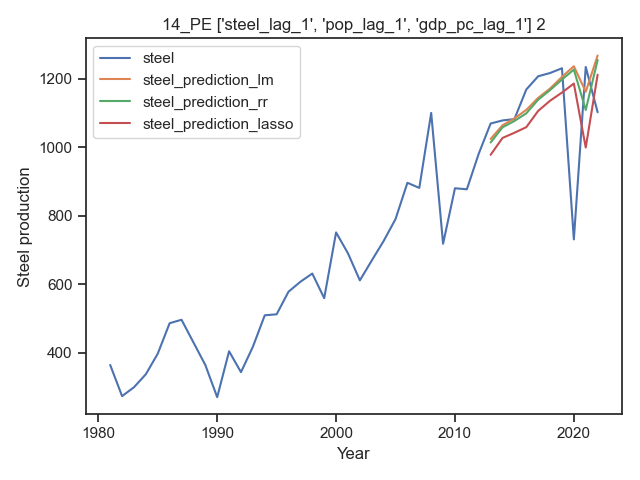 14_PE ['steel_lag_1', 'pop_lag_1', 'gdp_pc_lag_1'] 2
steel
steel_prediction_lm
steel_prediction_rr
steel_prediction_lasso
Steel production
1200
1000
800
600
400
1980
1990
2000
2010
2020
Year